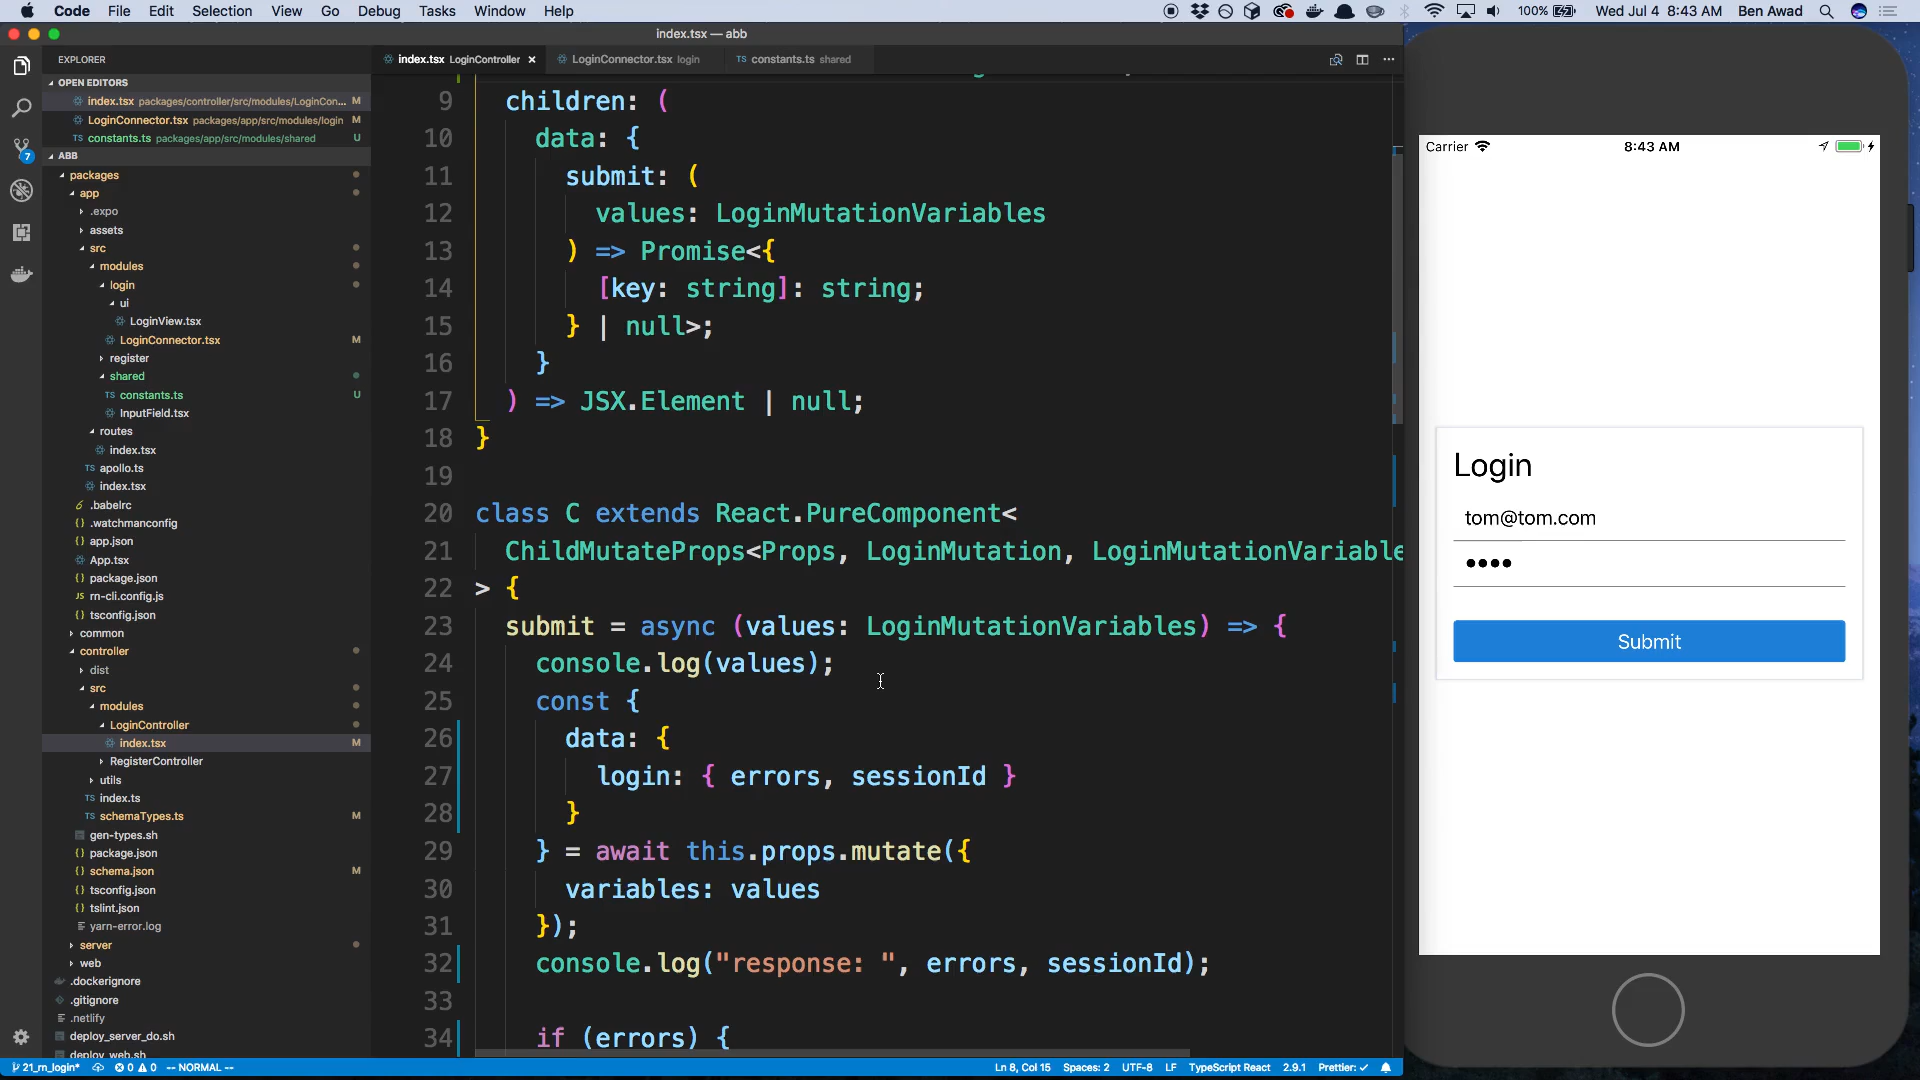 Code File Edit Selection View Go Debug Tasks Window Help
100% Wed Jul 4 8:43 AM Ben Awad
index.tsx — abb
EXPLORER
OPEN EDITORS
index.tsx packages/controller/src/modules/LoginCon... M
LoginConnector.tsx packages/app/src/modules/login M
TS constants.ts packages/app/src/modules/shared U
ABB
packages
app
.expo
assets
src
modules
login
ui
LoginView.tsx
LoginConnector.tsx M
register
shared
TS constants.ts U
InputField.tsx
routes
index.tsx
TS apollo.ts
index.tsx
.babelrc
{} .watchmanconfig
{} app.json
App.tsx
{} package.json
JS rn-cli.config.js
{} tsconfig.json
common
controller
dist
src
modules
LoginController
index.tsx M
RegisterController
utils
TS index.ts
TS schemaTypes.ts M
gen-types.sh
{} package.json
{} schema.json M
{} tsconfig.json
{} tslint.json
yarn-error.log
server
web
.dockerignore
.gitignore
.netlify
deploy_server_do.sh
deploy_web.sh
7
index.tsx LoginController × LoginConnector.tsx login TS constants.ts shared
9 children: (
10 data: {
11 submit: (
12 values: LoginMutationVariables
13 ) => Promise<{
14 [key: string]: string;
15 } | null>;
16 }
17 ) => JSX.Element | null;
18 }
19
20 class C extends React.PureComponent<
21 ChildMutateProps<Props, LoginMutation, LoginMutationVariable
22 > {
23 submit = async (values: LoginMutationVariables) => {
24 console.log(values);
25 const {
26 data: {
27 login: { errors, sessionId }
28 }
29 } = await this.props.mutate({
30 variables: values
31 });
32 console.log("response: ", errors, sessionId);
33
34 if (errors) {
21_rn_login* 0 0 -- NORMAL -- Ln 8, Col 15 Spaces: 2 UTF-8 LF TypeScript React 2.9.1 Prettier: ✓
Carrier 8:43 AM
Login
tom@tom.com
••••
Submit